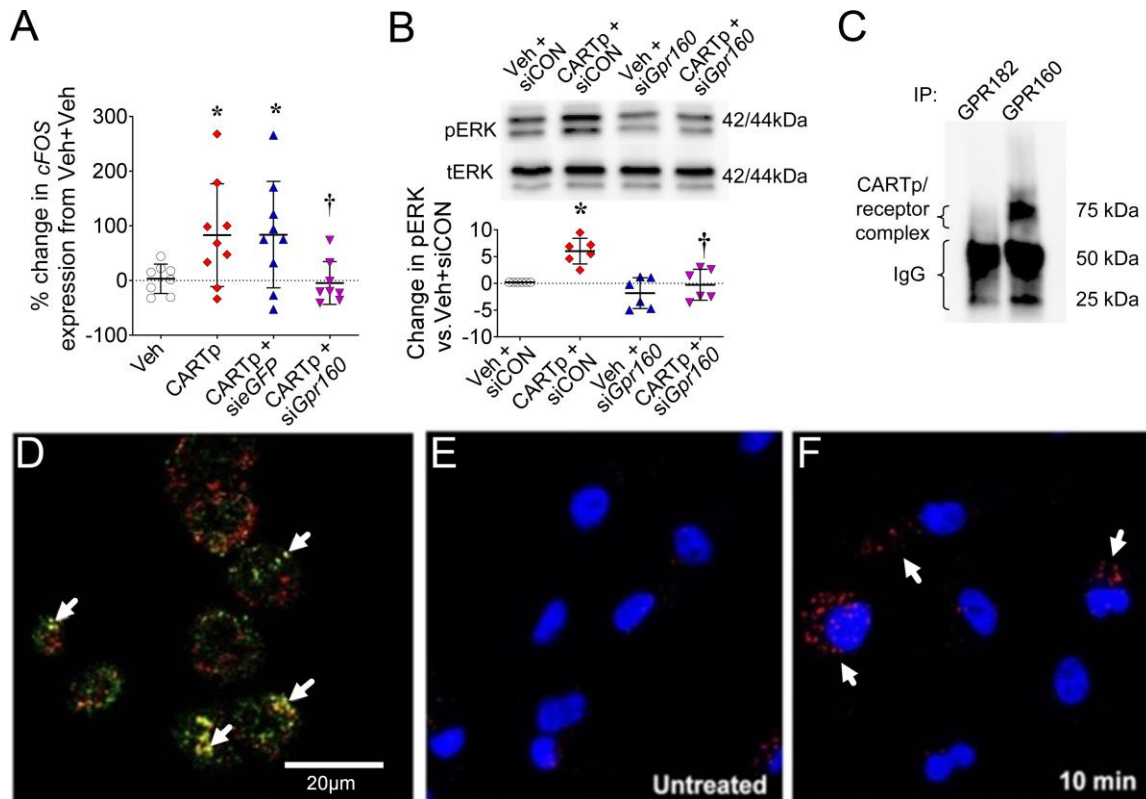 A
% change in cFOS
expression from Veh+Veh
300
200
100
0
-100
*
*
†
Veh
CARTp
CARTp +
sieGFP
CARTp +
siGpr160
B
Veh +
siCON
CARTp +
siCON
Veh +
siGpr160
CARTp +
siGpr160
pERK
42/44kDa
tERK
42/44kDa
Change in pERK
vs.Veh+siCON
10
5
0
-5
-10
*
†
Veh +
siCON
CARTp +
siCON
Veh +
siGpr160
CARTp +
siGpr160
C
IP:
GPR182
GPR160
CARTp/
receptor
complex
IgG
75 kDa
50 kDa
25 kDa
D
20µm
E
Untreated
F
10 min